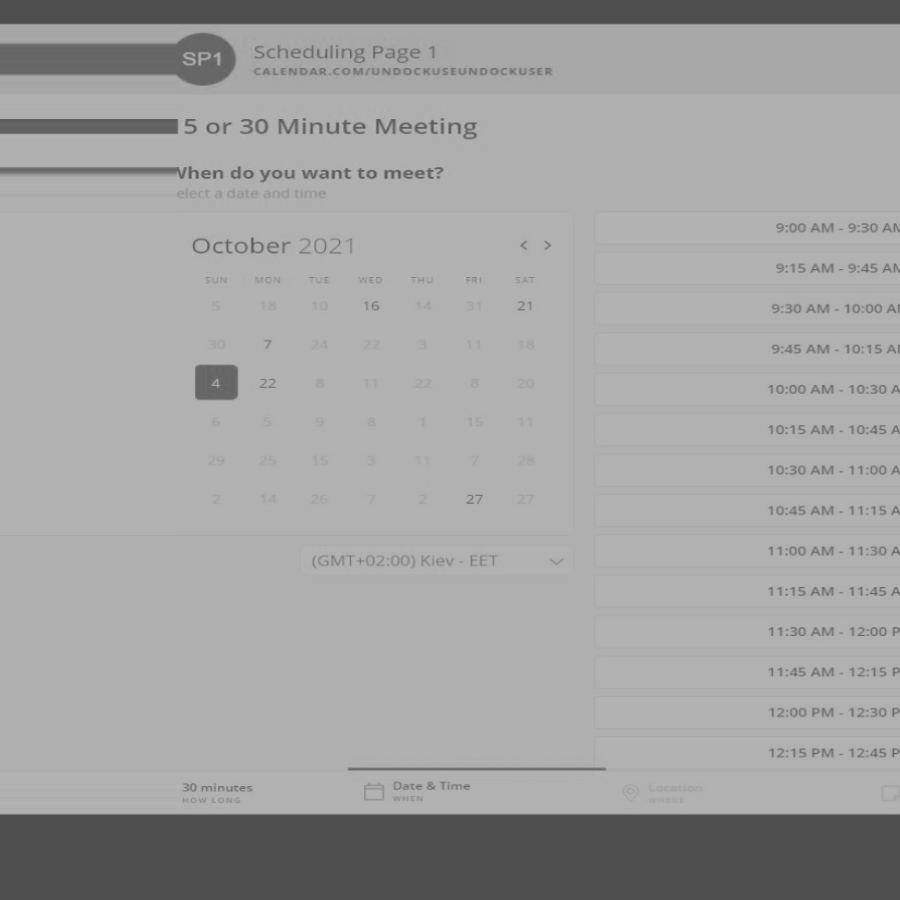 SP1
Scheduling Page 1
CALENDAR.COM/UNDOCKUSEUNDOCKUSER
5 or 30 Minute Meeting
When do you want to meet?
elect a date and time
October 2021
SUN MON TUE WED THU FRI SAT
5 18 10 16 14 31 21
30 7 24 22 3 11 18
4 22 8 11 22 8 20
6 5 9 8 1 15 11
29 25 15 3 11 7 28
2 14 26 7 2 27 27
(GMT+02:00) Kiev - EET
9:00 AM - 9:30 AM
9:15 AM - 9:45 AM
9:30 AM - 10:00 A
9:45 AM - 10:15 A
10:00 AM - 10:30 A
10:15 AM - 10:45 A
10:30 AM - 11:00 A
10:45 AM - 11:15 A
11:00 AM - 11:30 A
11:15 AM - 11:45 A
11:30 AM - 12:00 P
11:45 AM - 12:15 P
12:00 PM - 12:30 P
12:15 PM - 12:45 P
30 minutes
HOW LONG
Date & Time
WHEN
Location
WHERE